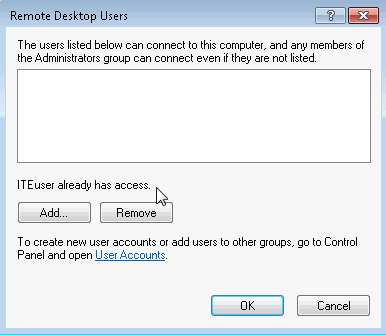 Remote Desktop Users
The users listed below can connect to this computer, and any members of
the Administrators group can connect even if they are not listed.
ITEuser already has access.
Add... Remove
To create new user accounts or add users to other groups, go to Control
Panel and open User Accounts.
OK Cancel